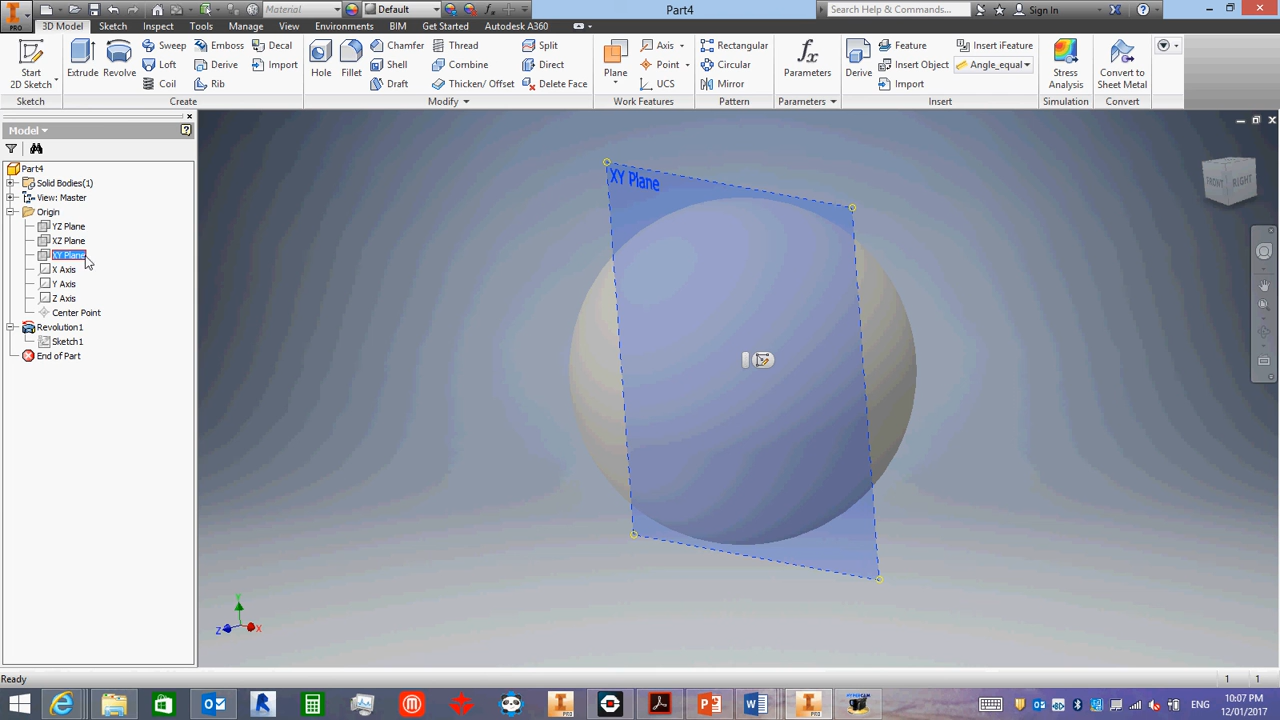 PRO
Material
Default
Part4
Search Help & Commands...
Sign In
3D Model
Sketch
Inspect
Tools
Manage
View
Environments
BIM
Get Started
Autodesk A360
Start
2D Sketch
Extrude
Revolve
Sweep
Loft
Coil
Emboss
Derive
Rib
Decal
Import
Hole
Fillet
Chamfer
Shell
Draft
Thread
Combine
Thicken/ Offset
Split
Direct
Delete Face
Plane
Axis
Point
UCS
Rectangular
Circular
Mirror
fx
Parameters
Derive
Feature
Insert Object
Import
Insert iFeature
Angle_equal
Stress
Analysis
Convert to
Sheet Metal
Sketch
Create
Modify
Work Features
Pattern
Parameters
Insert
Simulation
Convert
Model
Part4
Solid Bodies(1)
View: Master
Origin
YZ Plane
XZ Plane
XY Plane
X Axis
Y Axis
Z Axis
Center Point
Revolution1
Sketch1
End of Part
XY Plane
FRONT
RIGHT
Y
Z
X
Ready
1
1
ENG
10:07 PM
12/01/2017